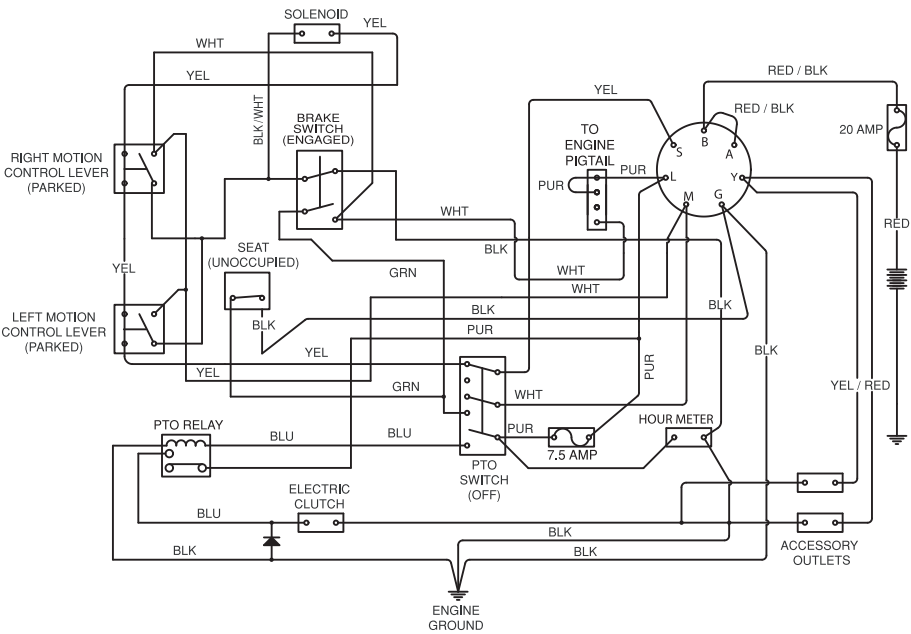 SOLENOID
YEL
WHT
YEL
RED / BLK
YEL
RED / BLK
BLK/WHT
BRAKE
SWITCH
(ENGAGED)
TO
ENGINE
PIGTAIL
20 AMP
B
S
A
RIGHT MOTION
CONTROL LEVER
(PARKED)
PUR
L
Y
PUR
M
G
WHT
RED
SEAT
(UNOCCUPIED)
BLK
YEL
GRN
WHT
WHT
BLK
BLK
LEFT MOTION
CONTROL LEVER
(PARKED)
BLK
PUR
YEL
BLK
PUR
YEL
GRN
YEL / RED
WHT
HOUR METER
PTO RELAY
BLU
BLU
PUR
7.5 AMP
PTO
SWITCH
(OFF)
ELECTRIC
CLUTCH
BLU
BLK
BLK
BLK
ACCESSORY
OUTLETS
ENGINE
GROUND